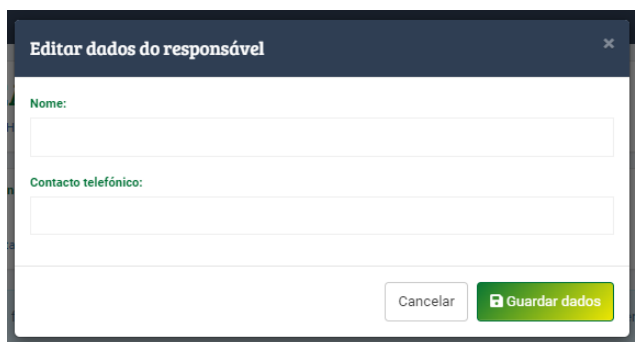 Editar dados do responsável
×
Nome:
Contacto telefónico:
Cancelar
Guardar dados